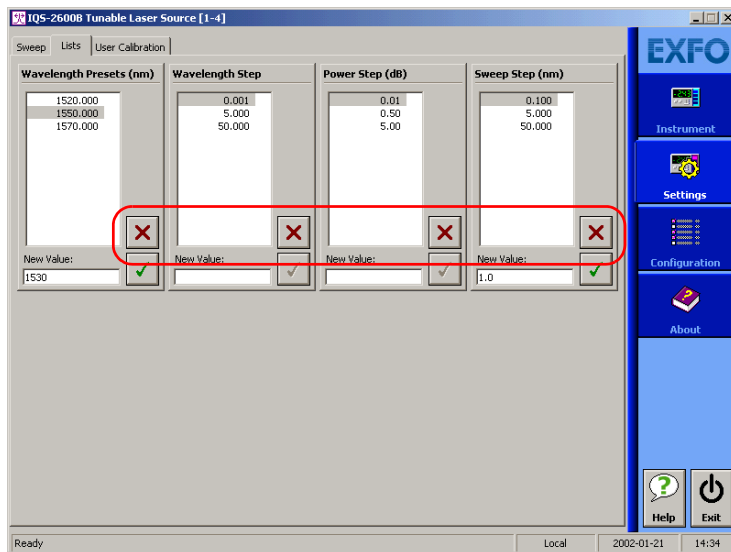 IQS-2600B Tunable Laser Source [1-4]
Sweep Lists User Calibration
EXFO
Wavelength Presets (nm)
1520.000
1550.000
1570.000
New Value:
1530
Wavelength Step
0.001
5.000
50.000
New Value:
Power Step (dB)
0.01
0.50
5.00
New Value:
Sweep Step (nm)
0.100
5.000
50.000
New Value:
1.0
Instrument
Settings
Configuration
About
Help Exit
Ready Local 2002-01-21 14:34